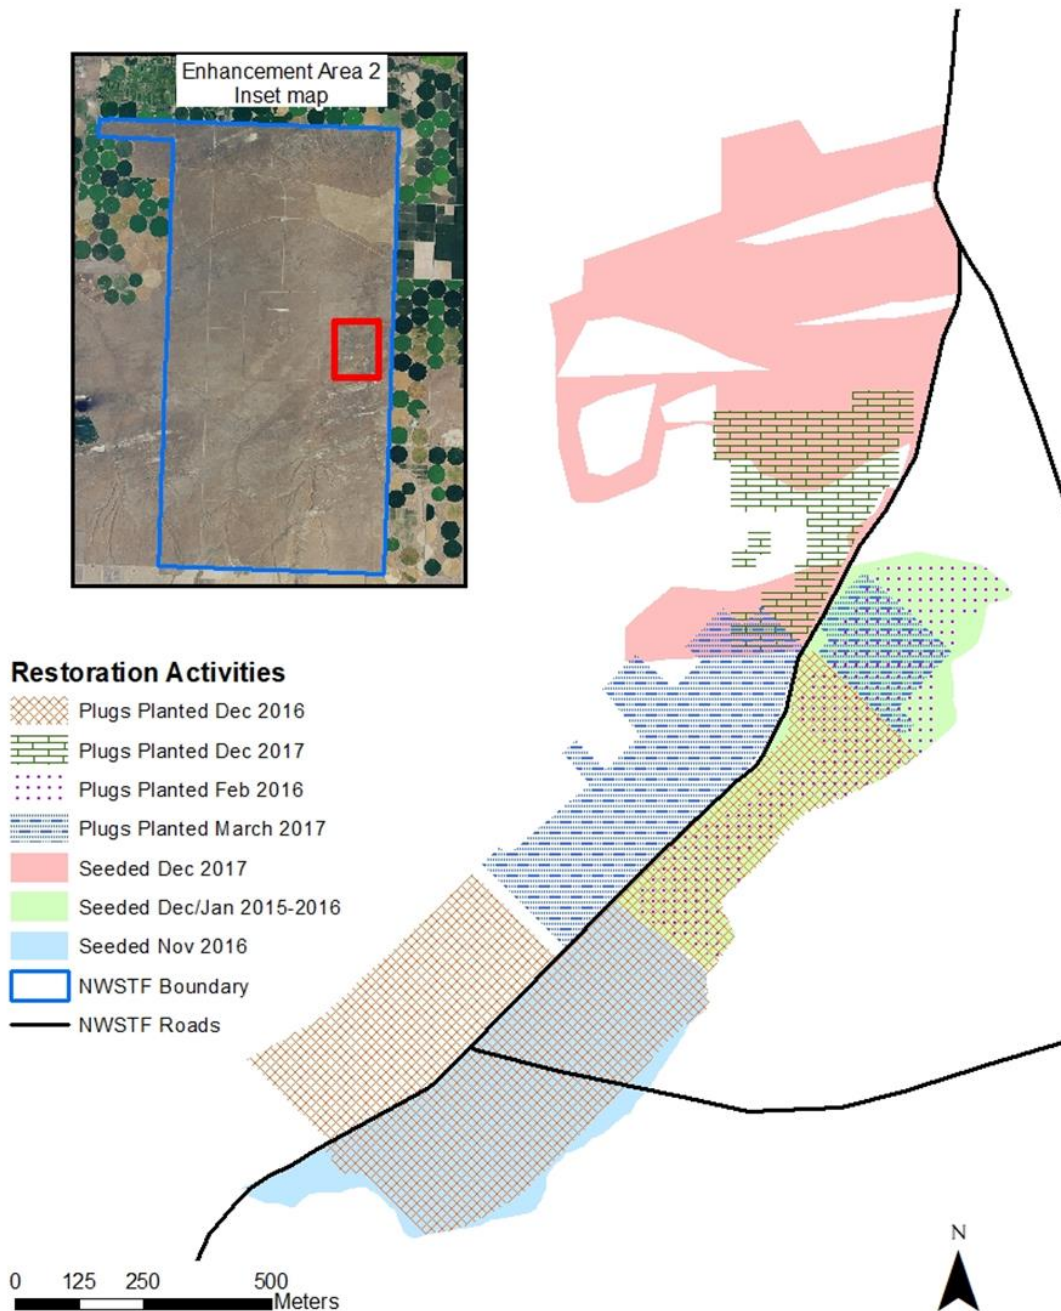 Enhancement Area 2
Inset map
Restoration Activities
Plugs Planted Dec 2016
Plugs Planted Dec 2017
Plugs Planted Feb 2016
Plugs Planted March 2017
Seeded Dec 2017
Seeded Dec/Jan 2015-2016
Seeded Nov 2016
NWSTF Boundary
NWSTF Roads
0 125 250 500
Meters
N